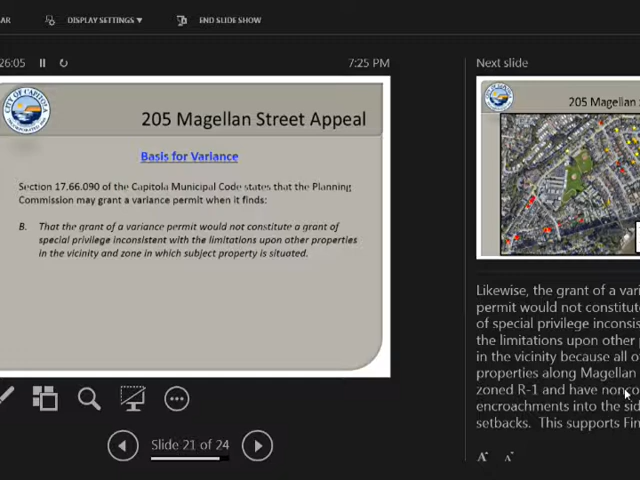 AR
DISPLAY SETTINGS ▼
END SLIDE SHOW
26:05
7:25 PM
Next slide
CITY OF CAPITOLA
INCORPORATED
205 Magellan Street Appeal
Basis for Variance
Section 17.66.090 of the Capitola Municipal Code states that the Planning
Commission may grant a variance permit when it finds:
B. That the grant of a variance permit would not constitute a grant of
special privilege inconsistent with the limitations upon other properties
in the vicinity and zone in which subject property is situated.
205 Magellan
Likewise, the grant of a vari
permit would not constitute
of special privilege inconsis
the limitations upon other p
in the vicinity because all o
properties along Magellan
zoned R-1 and have nonco
encroachments into the sid
setbacks. This supports Fin
Slide 21 of 24
A A